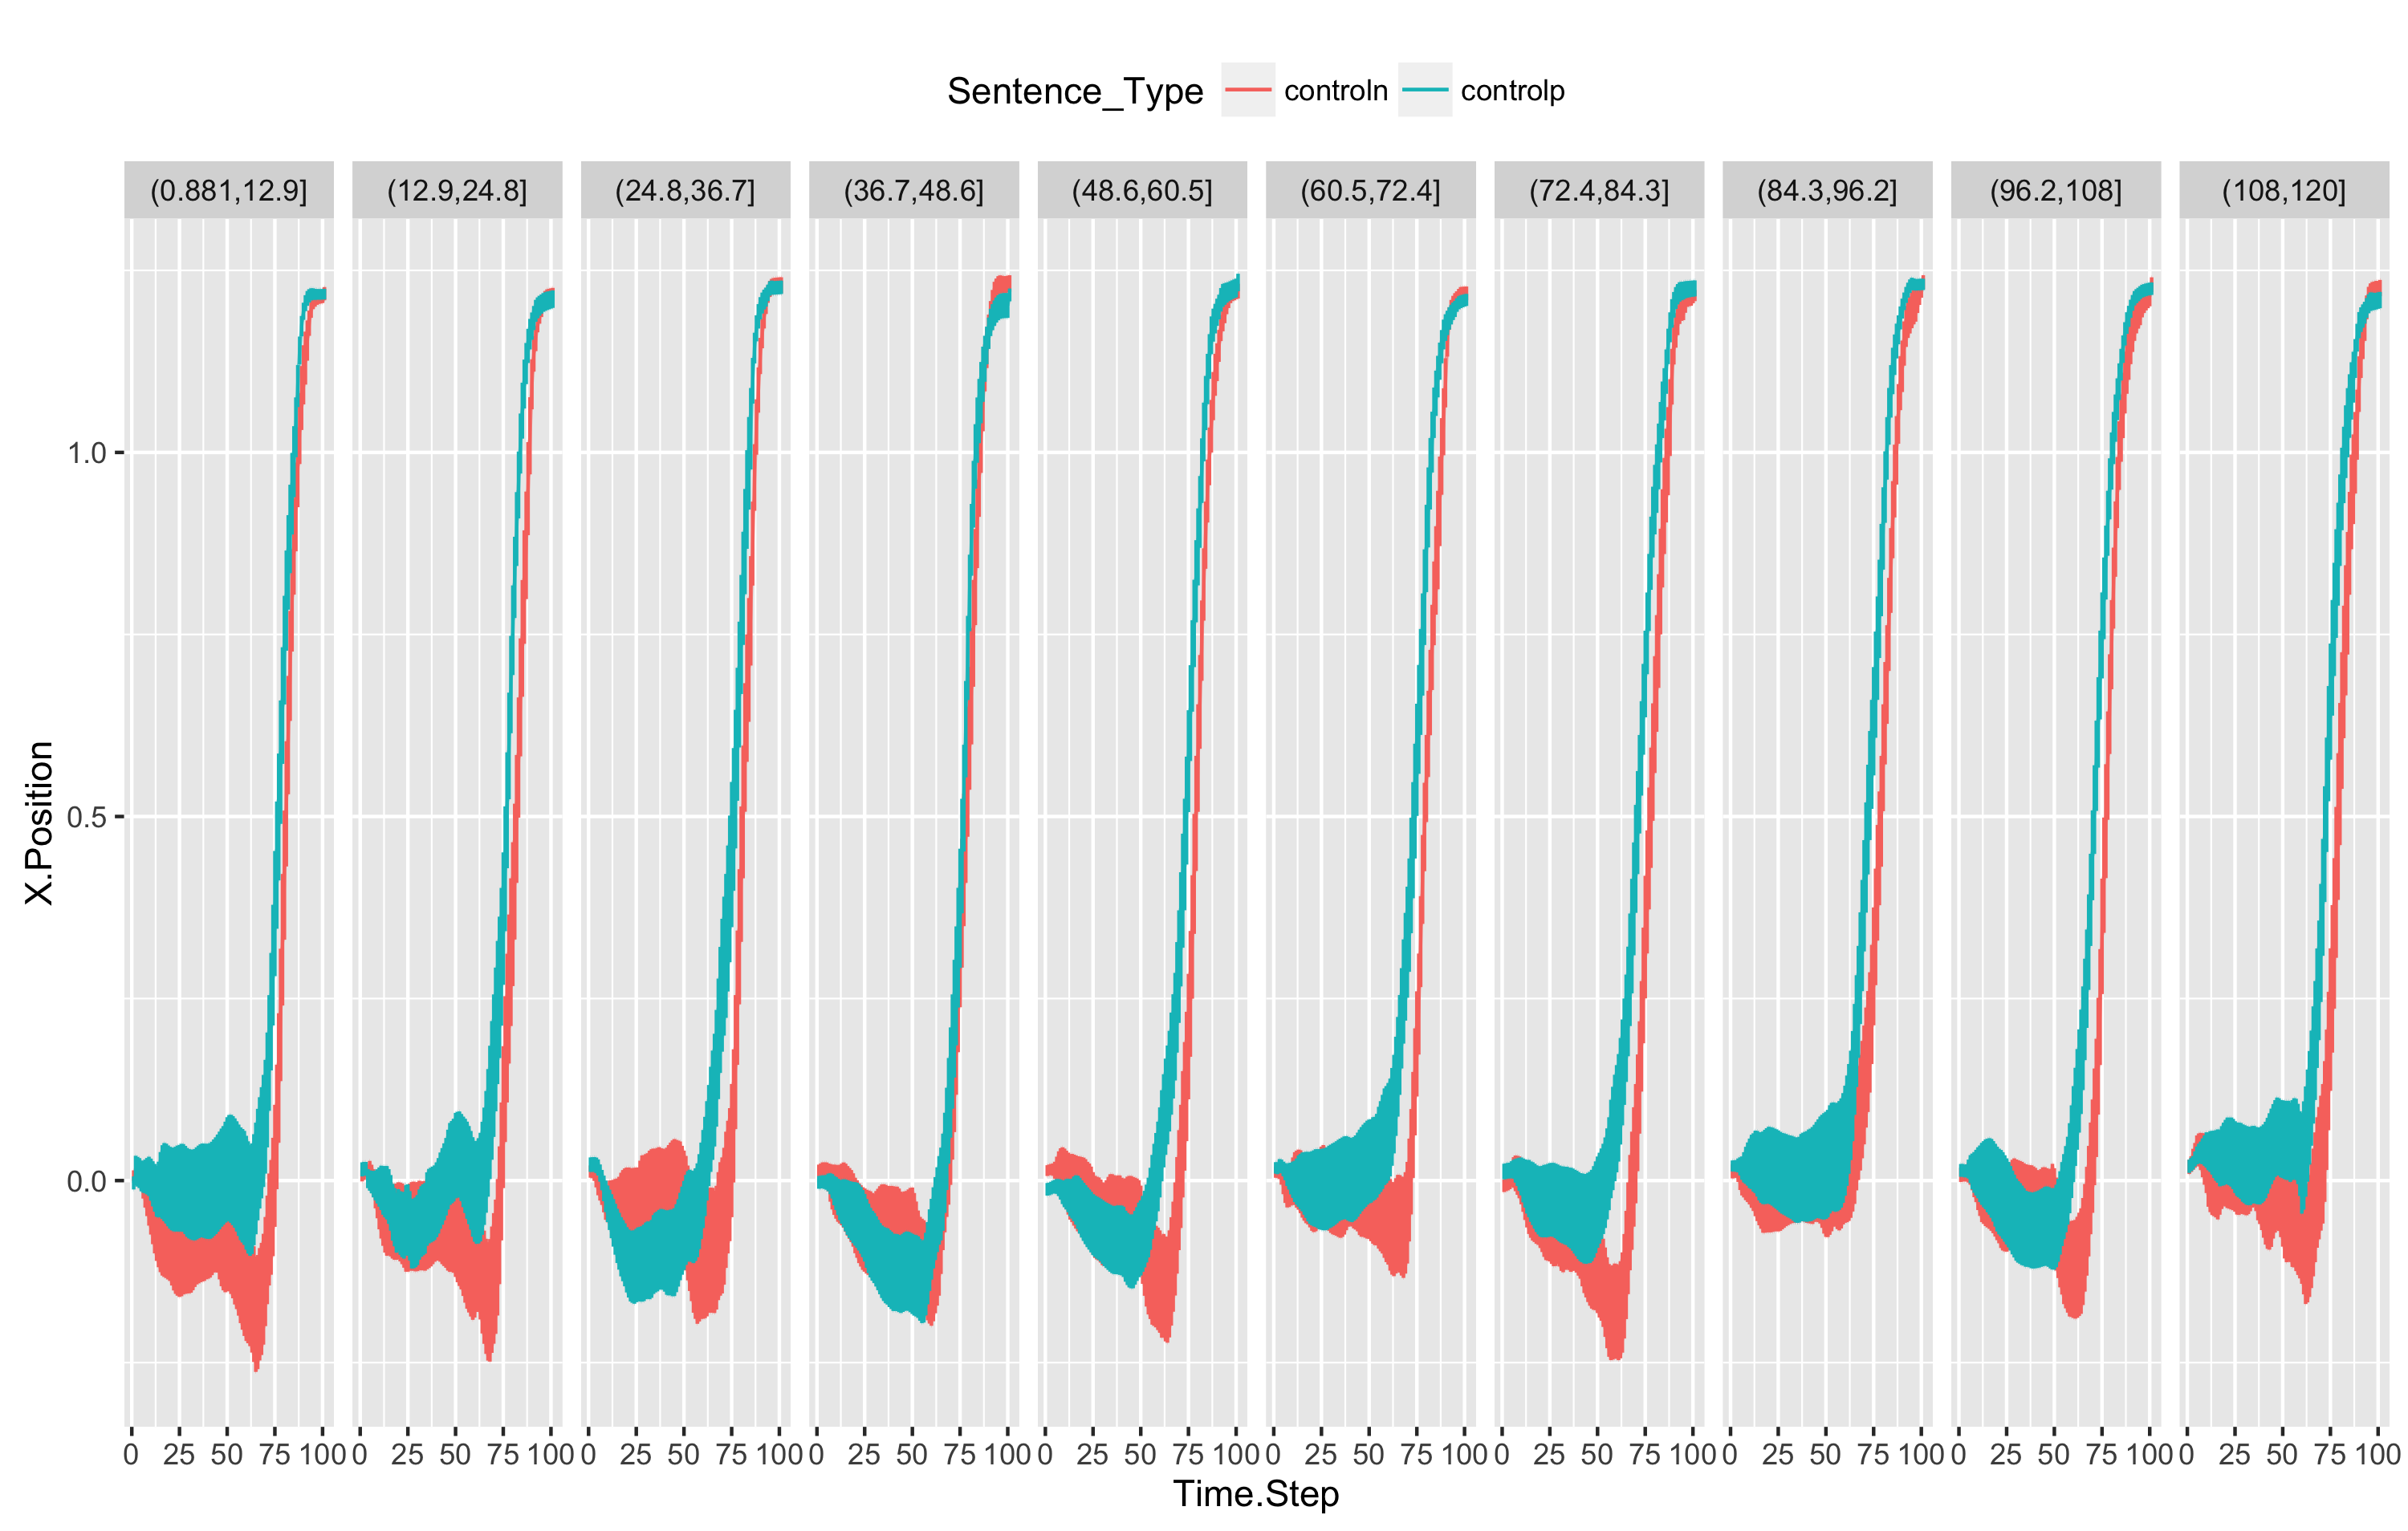 Sentence_Type controln controlp
(0.881,12.9] (12.9,24.8] (24.8,36.7] (36.7,48.6] (48.6,60.5] (60.5,72.4] (72.4,84.3] (84.3,96.2] (96.2,108] (108,120]
1.0
0.5
0.0
X.Position
0 25 50 75 100 0 25 50 75 100 0 25 50 75 100 0 25 50 75 100 0 25 50 75 100 0 25 50 75 100 0 25 50 75 100 0 25 50 75 100 0 25 50 75 100 0 25 50 75 100
Time.Step